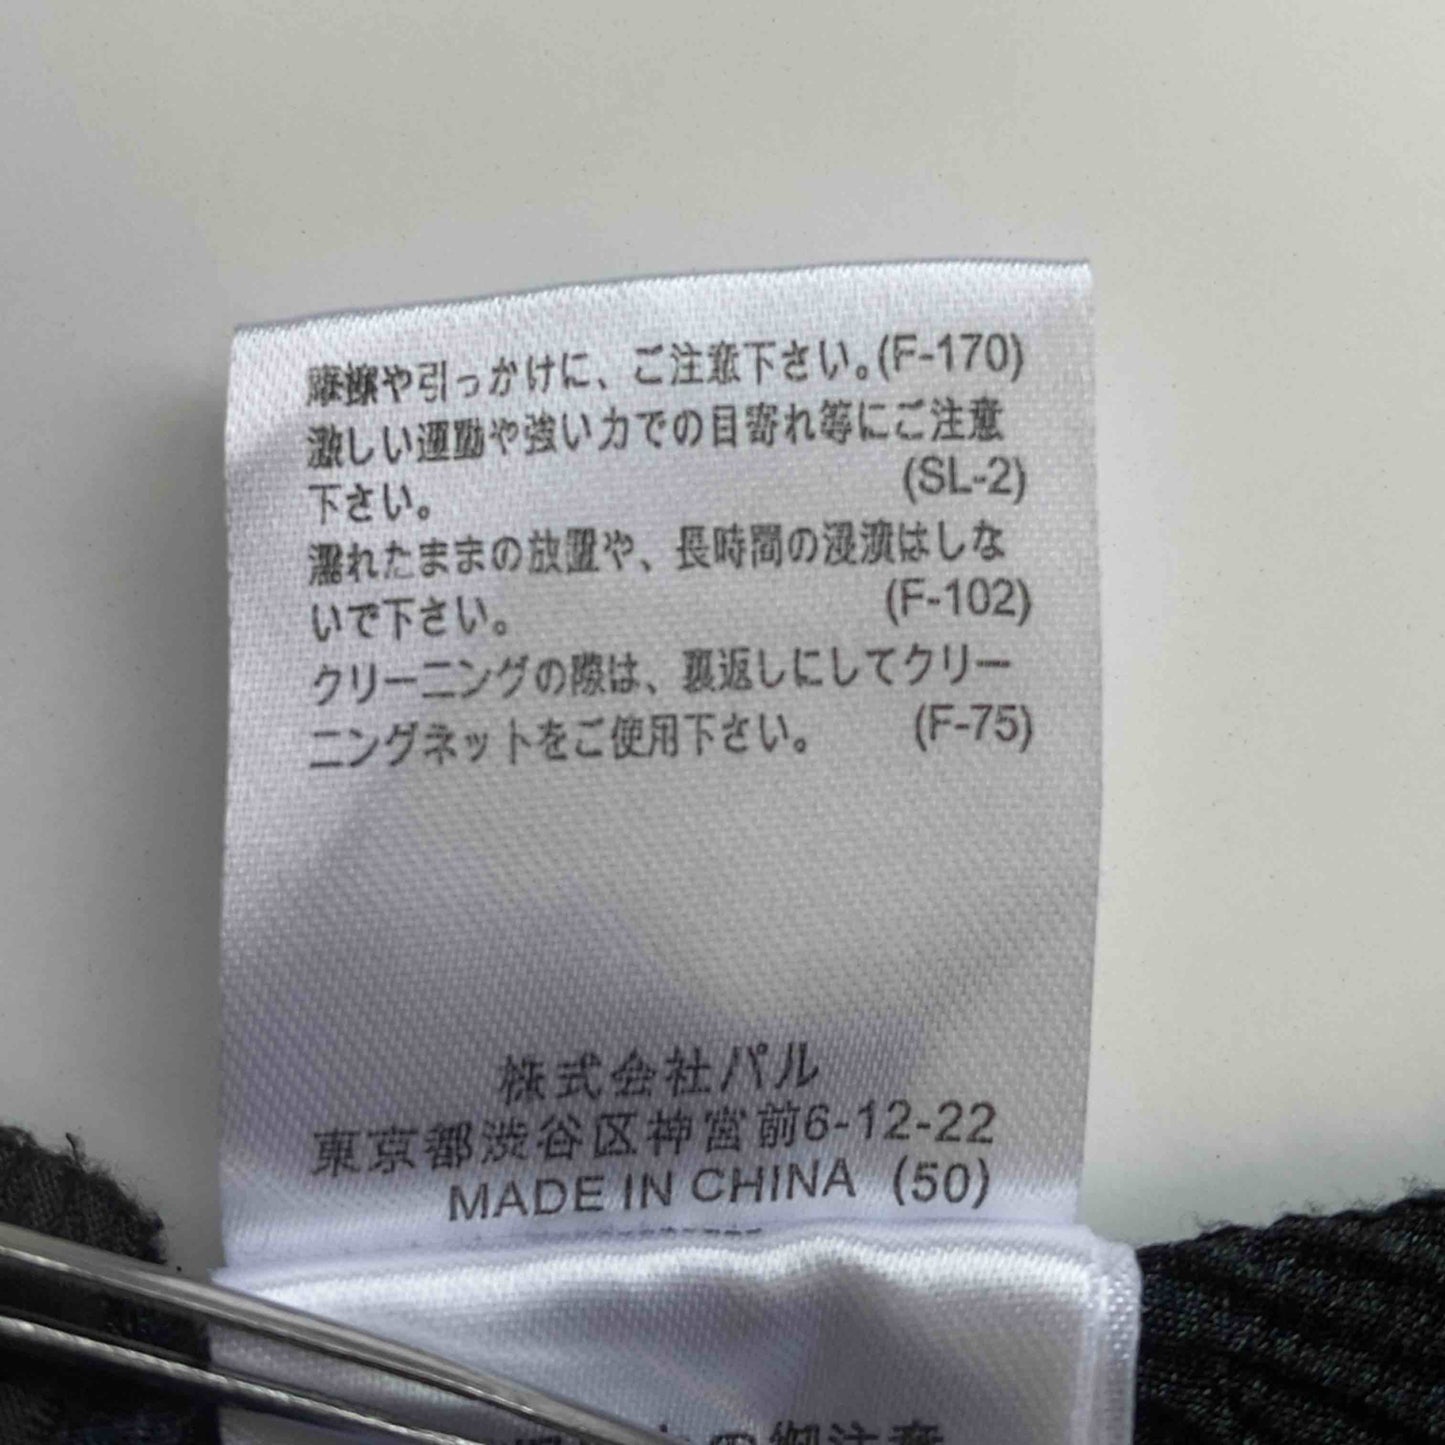 摩擦や引っかけに、ご注意下さい。(F-170)
激しい運動や強い力での目寄れ等にご注意
下さい。 (SL-2)
濡れたままの放置や、長時間の浸漬はしな
いで下さい。 (F-102)
クリーニングの際は、裏返しにしてクリー
ニングネットをご使用下さい。 (F-75)
株式会社パル
東京都渋谷区神宮前6-12-22
MADE IN CHINA (50)
の御注意